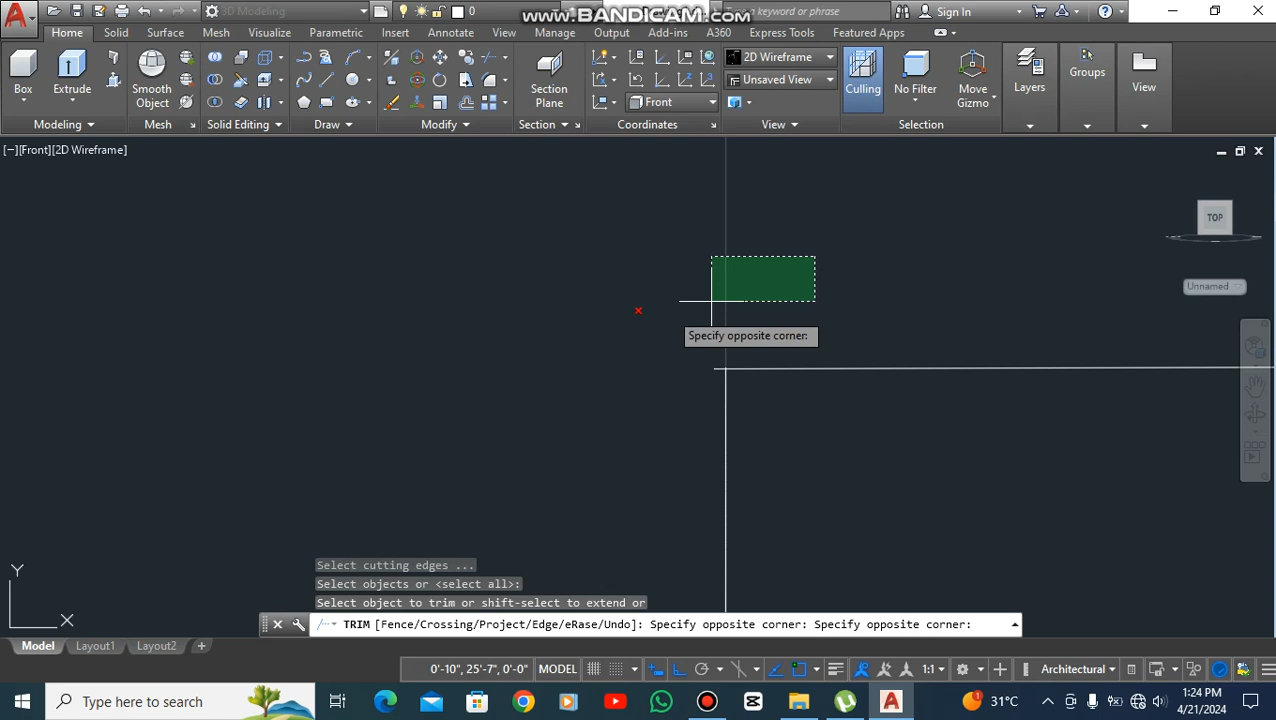 3D Modeling
0
www.BANDICAM.com
Type a keyword or phrase
Sign In
Home
Solid
Surface
Mesh
Visualize
Parametric
Insert
Annotate
View
Manage
Output
Add-ins
A360
Express Tools
Featured Apps
Box
Extrude
Smooth
Object
Section
Plane
Front
2D Wireframe
Unsaved View
Culling
No Filter
Move
Gizmo
Layers
Groups
View
Modeling
Mesh
Solid Editing
Draw
Modify
Section
Coordinates
View
Selection
[−][Front][2D Wireframe]
TOP
Unnamed
Specify opposite corner:
Y
X
Select cutting edges ...
Select objects or <select all>:
Select object to trim or shift-select to extend or
TRIM [Fence/Crossing/Project/Edge/eRase/Undo]: Specify opposite corner: Specify opposite corner:
Model
Layout1
Layout2
0'-10", 25'-7", 0'-0"
MODEL
1:1
Architectural
Type here to search
31°C
1:24 PM
4/21/2024